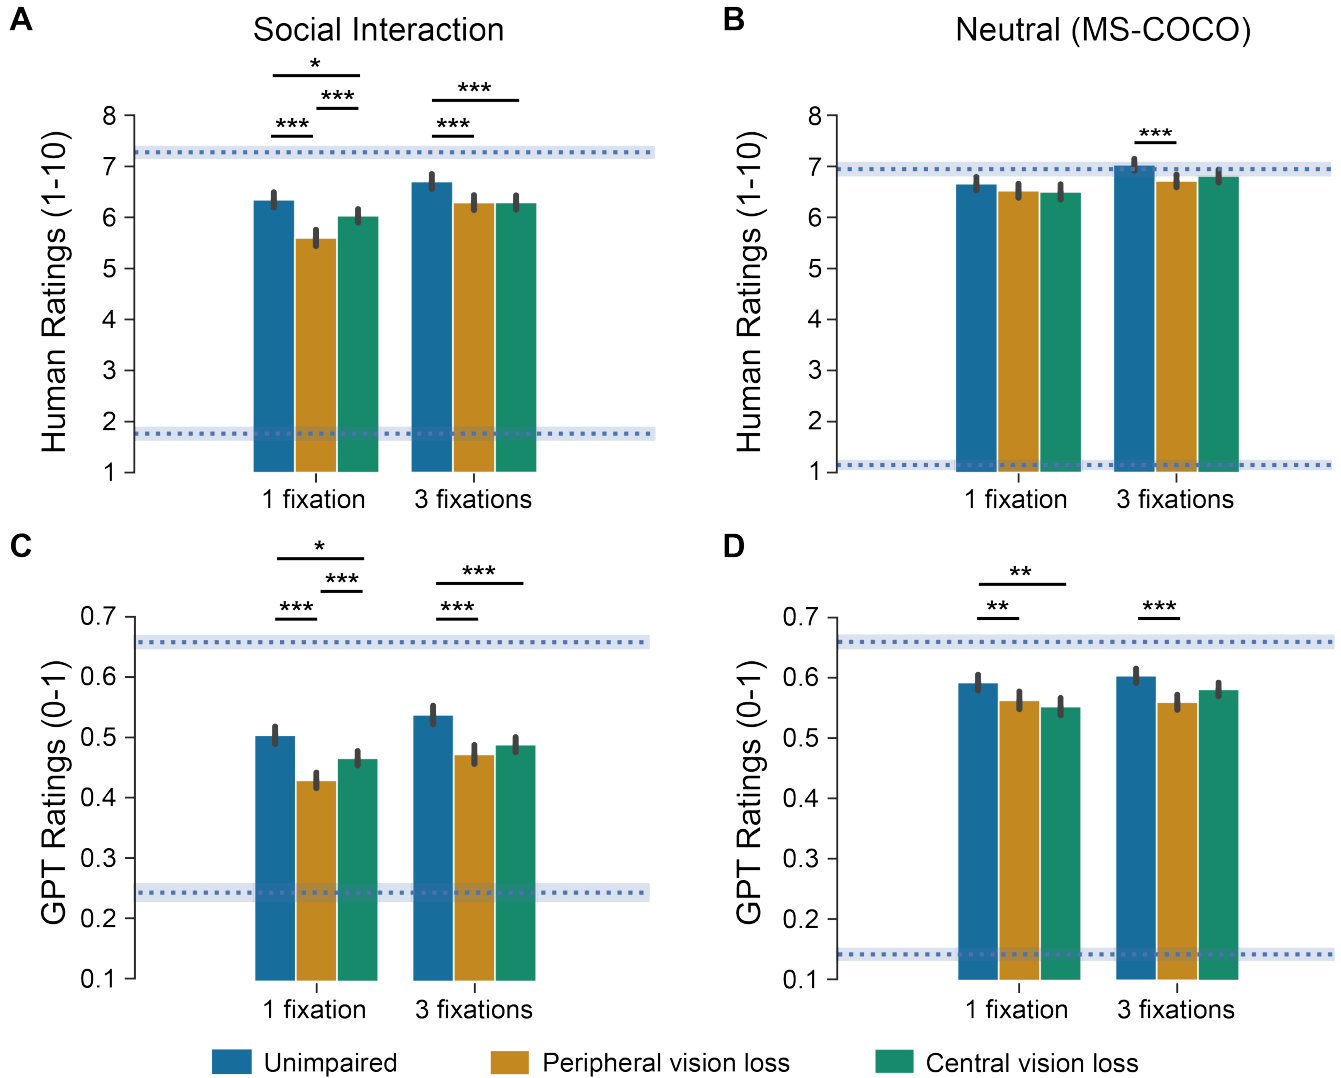 A
Social Interaction
B
Neutral (MS-COCO)
*
***
***
***
***
***
Human Ratings (1-10)
8
7
6
5
4
3
2
1
1 fixation
3 fixations
Human Ratings (1-10)
8
7
6
5
4
3
2
1
1 fixation
3 fixations
C
*
***
***
***
***
GPT Ratings (0-1)
0.7
0.6
0.5
0.4
0.3
0.2
0.1
1 fixation
3 fixations
D
**
**
***
GPT Ratings (0-1)
0.7
0.6
0.5
0.4
0.3
0.2
0.1
1 fixation
3 fixations
Unimpaired
Peripheral vision loss
Central vision loss